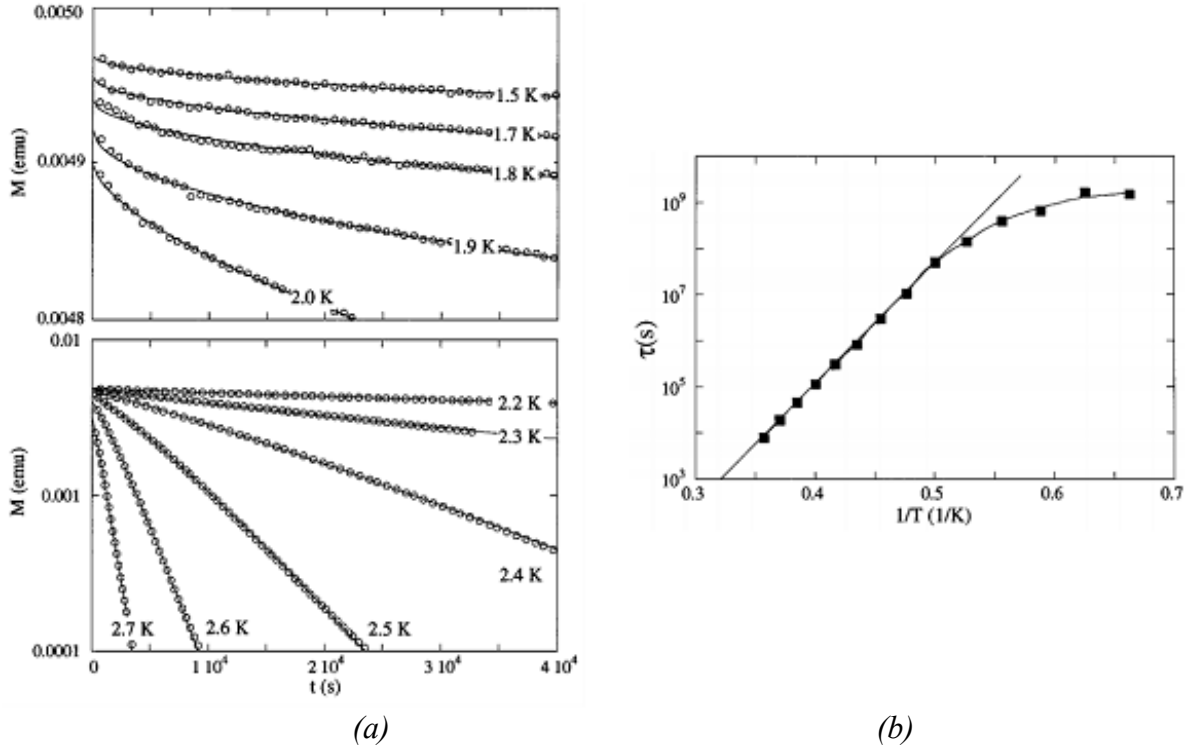 0.0050
M (emu)
0.0049
0.0048
1.5 K
1.7 K
1.8 K
1.9 K
2.0 K
0.01
M (emu)
0.001
0.0001
2.2 K
2.3 K
2.4 K
2.5 K
2.6 K
2.7 K
0
1 10⁴
2 10⁴
3 10⁴
4 10⁴
t (s)
(a)
τ(s)
10⁹
10⁷
10⁵
10³
0.3
0.4
0.5
0.6
0.7
1/T (1/K)
(b)